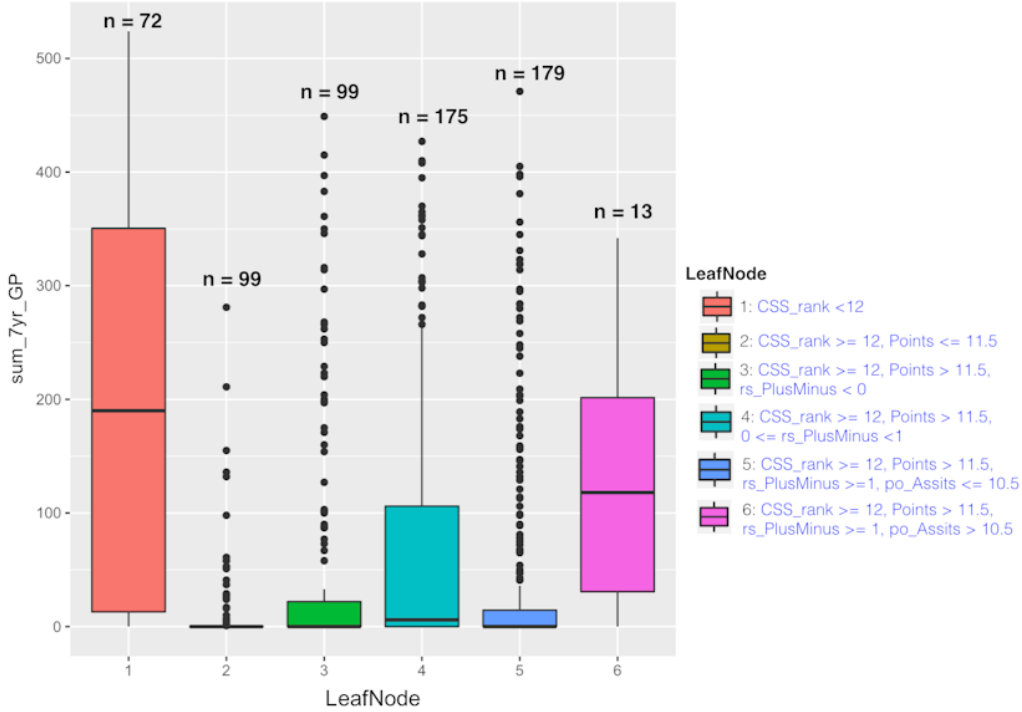 n = 72
n = 99
n = 99
n = 175
n = 179
n = 13
sum_7yr_GP
500
400
300
200
100
0
1 2 3 4 5 6
LeafNode
LeafNode
1: CSS_rank <12
2: CSS_rank >= 12, Points <= 11.5
3: CSS_rank >= 12, Points > 11.5,
rs_PlusMinus < 0
4: CSS_rank >= 12, Points > 11.5,
0 <= rs_PlusMinus <1
5: CSS_rank >= 12, Points > 11.5,
rs_PlusMinus >=1, po_Assits <= 10.5
6: CSS_rank >= 12, Points > 11.5,
rs_PlusMinus >= 1, po_Assits > 10.5